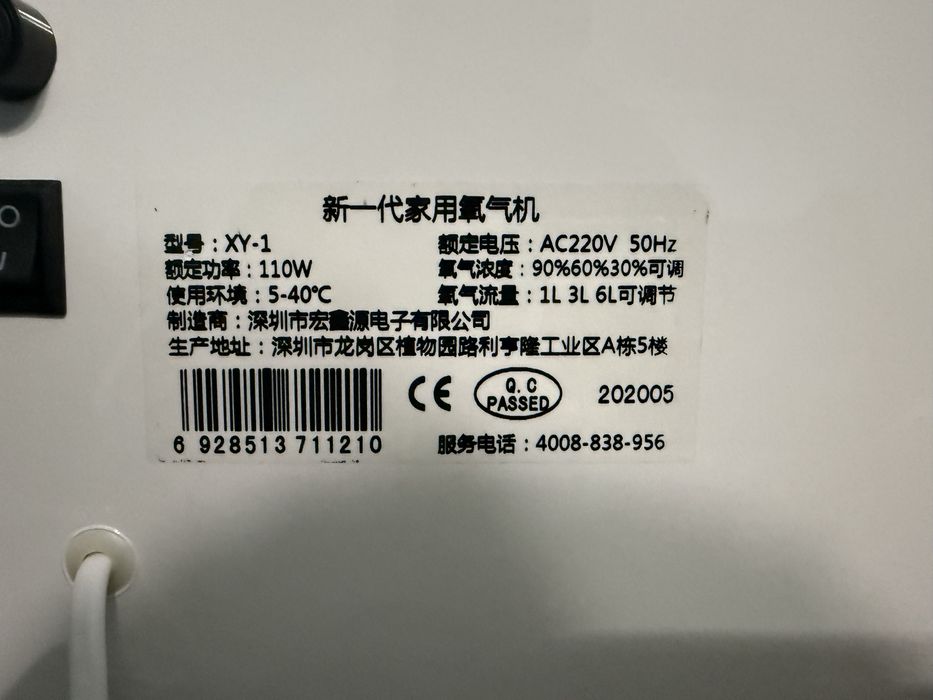 新一代家用氧气机
型号：XY-1 额定电压：AC220V 50Hz
额定功率：110W 氧气浓度：90%60%30%可调
使用环境：5-40℃ 氧气流量：1L 3L 6L可调节
制造商：深圳市宏鑫源电子有限公司
生产地址：深圳市龙岗区植物园路利亨隆工业区A栋5楼
CE Q.C PASSED 202005
6 928513 711210 服务电话：4008-838-956